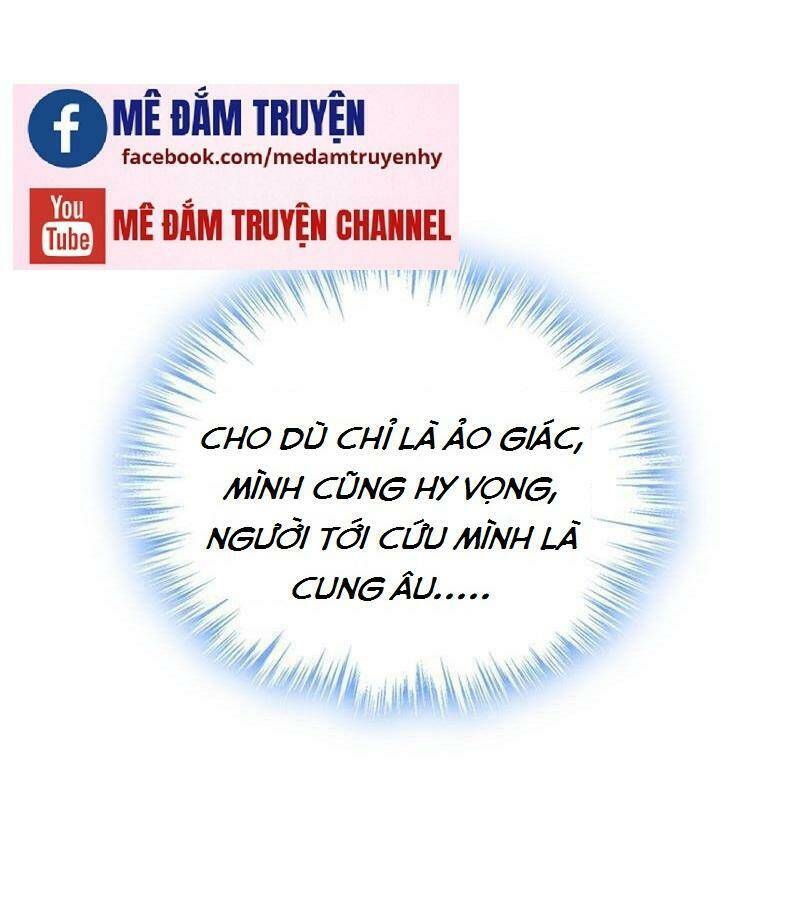 MÊ ĐẮM TRUYỆN
facebook.com/medamtruyenhy
You
Tube
MÊ ĐẮM TRUYỆN CHANNEL
CHO DÙ CHỈ LÀ ẢO GIÁC,
MÌNH CŨNG HY VỌNG,
NGƯỜI TỚI CỨU MÌNH LÀ
CUNG ÂU.....